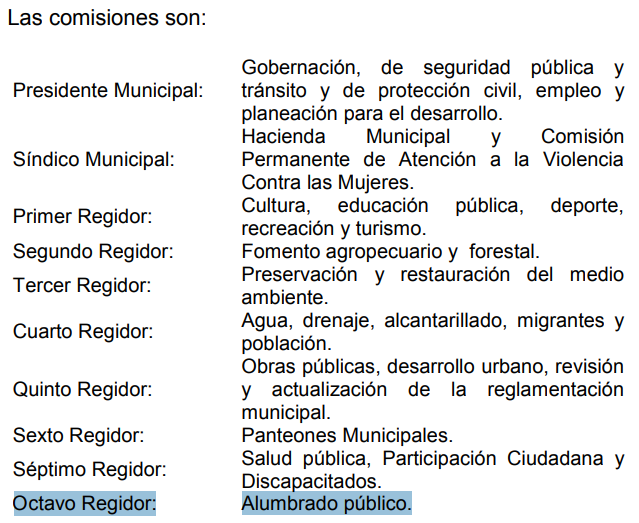 Las comisiones son:
Gobernación, de seguridad pública y
Presidente Municipal: tránsito y de protección civil, empleo y
planeación para el desarrollo.
Hacienda Municipal y Comisión
Síndico Municipal: Permanente de Atención a la Violencia
Contra las Mujeres.
Primer Regidor: Cultura, educación pública, deporte,
recreación y turismo.
Segundo Regidor: Fomento agropecuario y forestal.
Tercer Regidor: Preservación y restauración del medio
ambiente.
Cuarto Regidor: Agua, drenaje, alcantarillado, migrantes y
población.
Obras públicas, desarrollo urbano, revisión
Quinto Regidor: y actualización de la reglamentación
municipal.
Sexto Regidor: Panteones Municipales.
Séptimo Regidor: Salud pública, Participación Ciudadana y
Discapacitados.
Octavo Regidor: Alumbrado público.